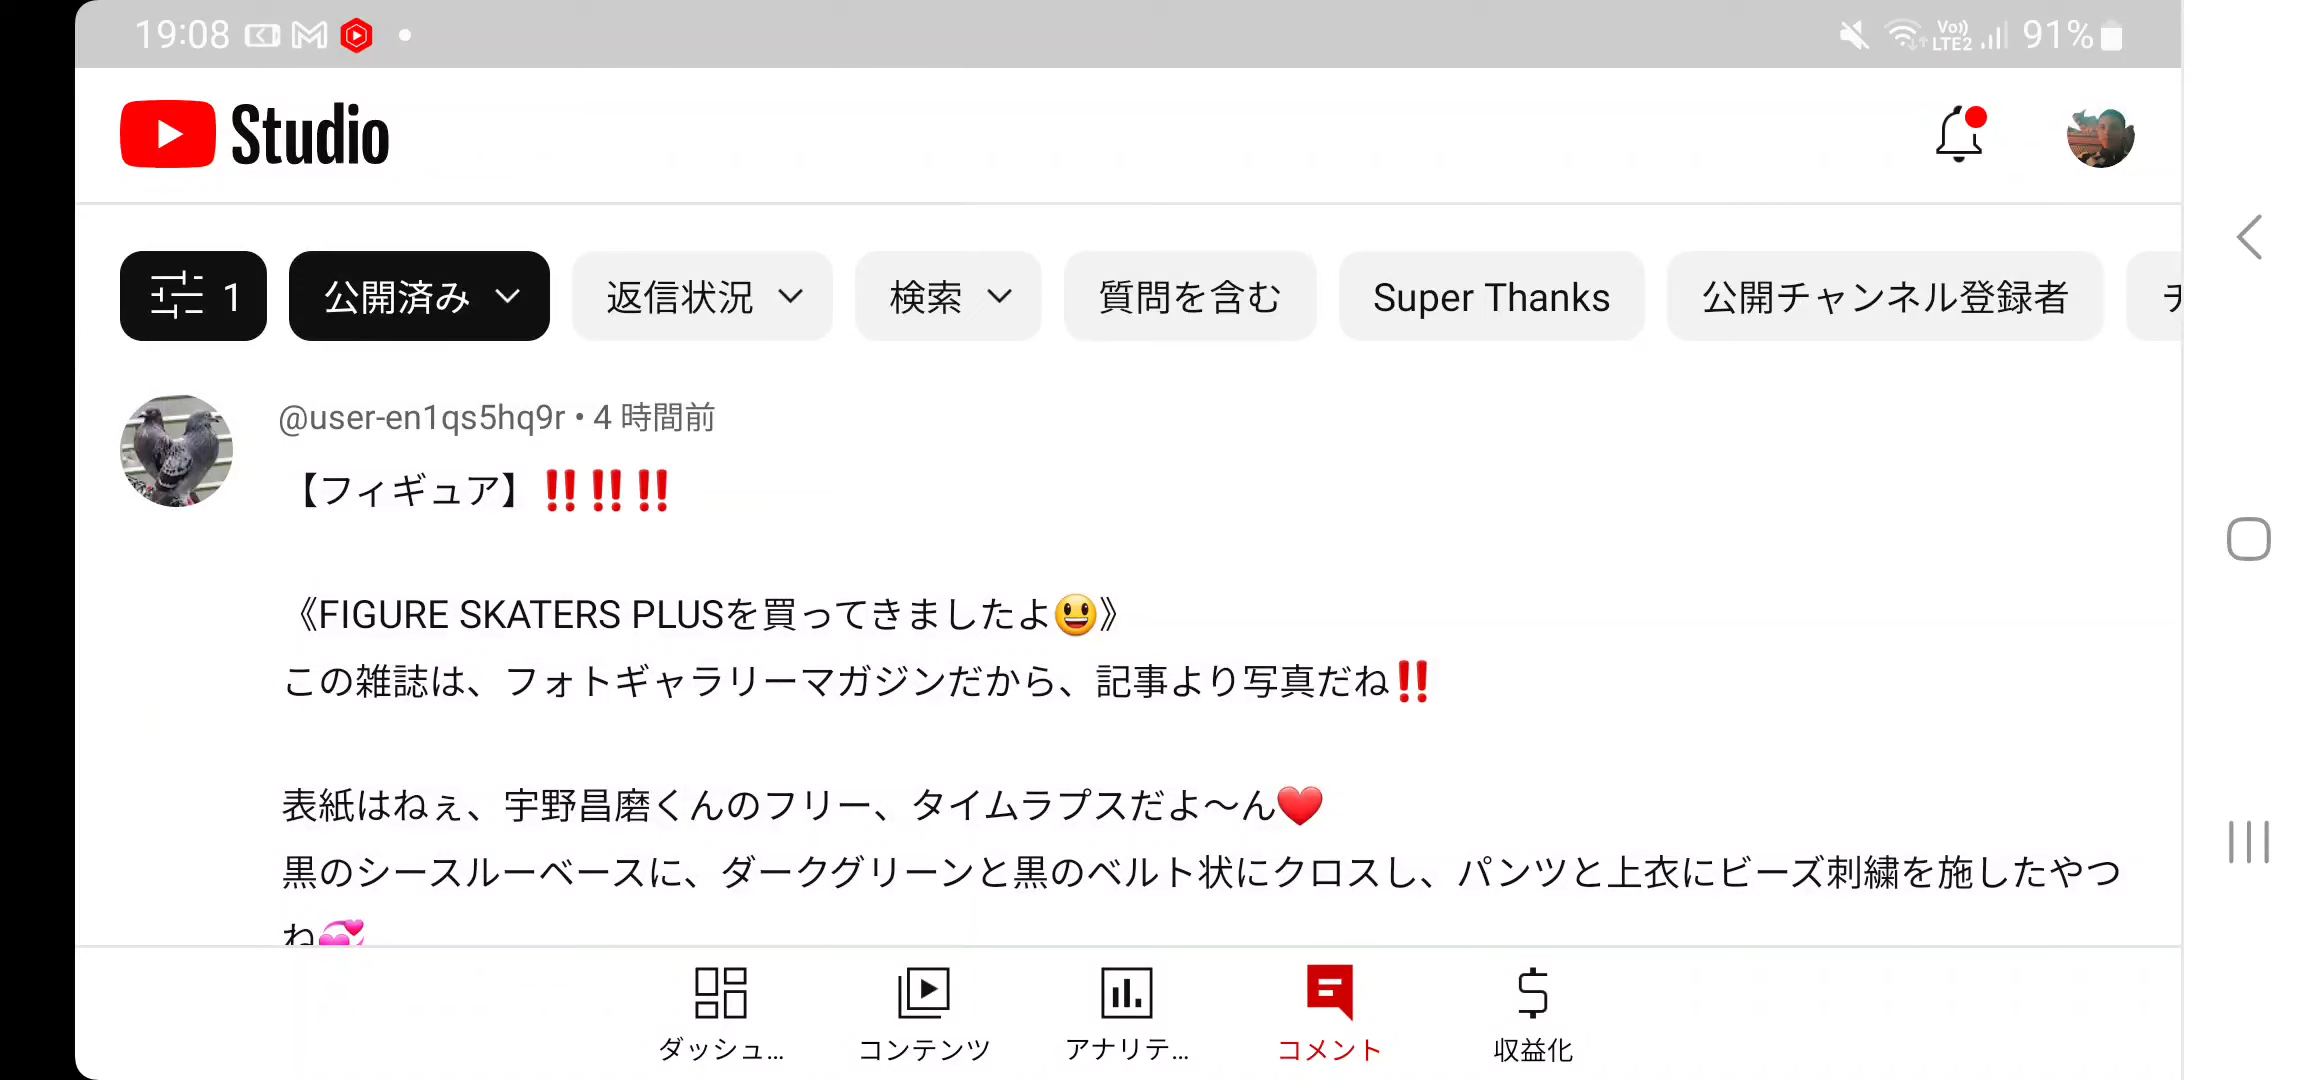 19:08 Vo)) LTE2 91%
Studio
1 公開済み 返信状況 検索 質問を含む Super Thanks 公開チャンネル登録者 チ
@user-en1qs5hq9r • 4 時間前
【フィギュア】‼️‼️‼️
《FIGURE SKATERS PLUSを買ってきましたよ😃》
この雑誌は、フォトギャラリーマガジンだから、記事より写真だね‼️
表紙はねぇ、宇野昌磨くんのフリー、タイムラプスだよ〜ん❤️
黒のシースルーベースに、ダークグリーンと黒のベルト状にクロスし、パンツと上衣にビーズ刺繍を施したやつ
ね💞
ダッシュ... コンテンツ アナリテ... コメント 収益化